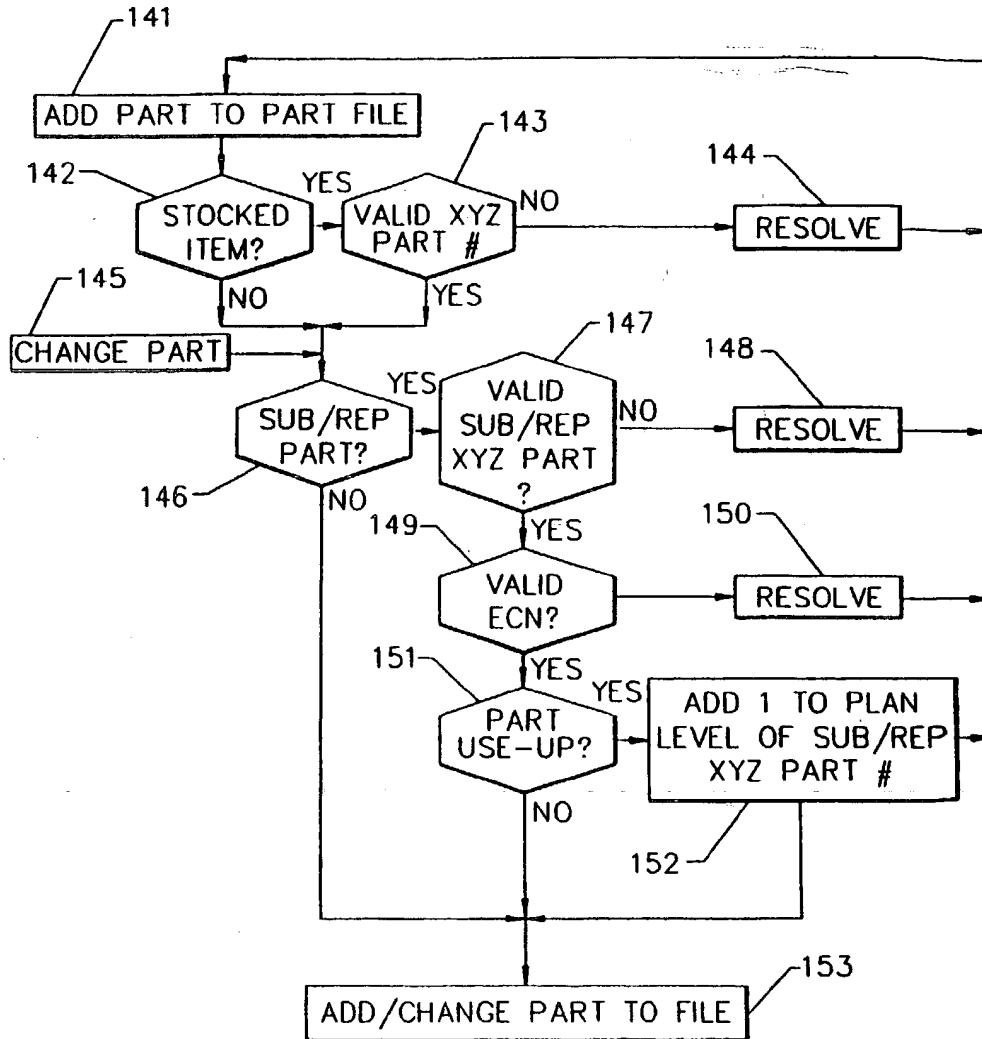 141
ADD PART TO PART FILE
142
143
144
STOCKED
ITEM?
YES
VALID XYZ
PART #
NO
RESOLVE
145
NO
YES
CHANGE PART
147
148
SUB/REP
PART?
YES
VALID
SUB/REP
XYZ PART
?
NO
RESOLVE
146
NO
YES
149
150
VALID
ECN?
RESOLVE
151
YES
PART
USE-UP?
YES
ADD 1 TO PLAN
LEVEL OF SUB/REP
XYZ PART #
NO
152
153
ADD/CHANGE PART TO FILE